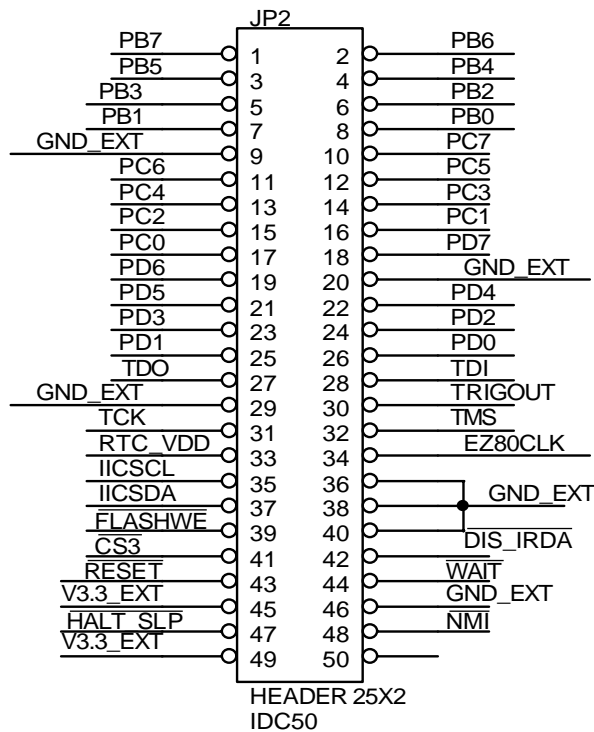 JP2
PB7 1 2 PB6
PB5 3 4 PB4
PB3 5 6 PB2
PB1 7 8 PB0
GND_EXT 9 10 PC7
PC6 11 12 PC5
PC4 13 14 PC3
PC2 15 16 PC1
PC0 17 18 PD7
PD6 19 20 GND_EXT
PD5 21 22 PD4
PD3 23 24 PD2
PD1 25 26 PD0
TDO 27 28 TDI
GND_EXT 29 30 TRIGOUT
TCK 31 32 TMS
RTC_VDD 33 34 EZ80CLK
IICSCL 35 36
IICSDA 37 38 GND_EXT
FLASHWE 39 40
CS3 41 42 DIS_IRDA
RESET 43 44 WAIT
V3.3_EXT 45 46 GND_EXT
HALT_SLP 47 48 NMI
V3.3_EXT 49 50
HEADER 25X2
IDC50